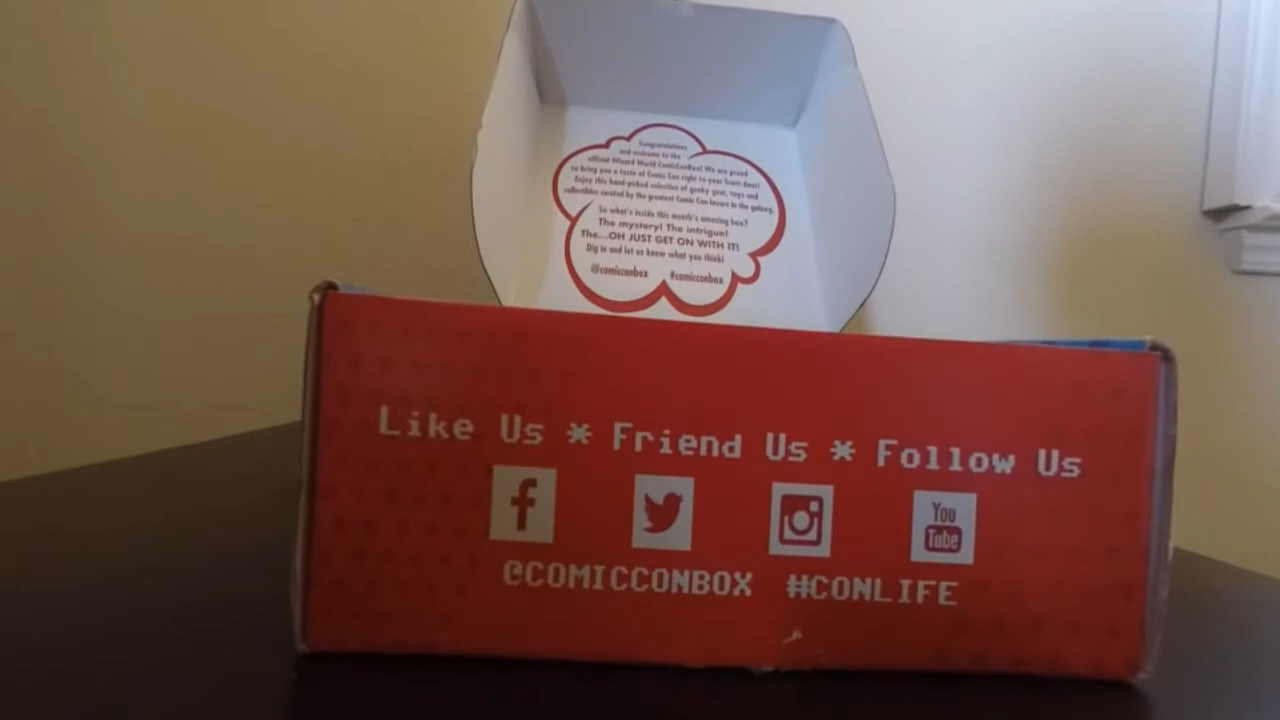 Congratulations
and welcome to the
official Wizard World ComicConBox! We are proud
to bring you a taste of Comic Con right to your front door!
Enjoy this hand-picked selection of geeky gear, toys and
collectibles curated by the greatest Comic Con lovers in the galaxy.
So what's inside this month's amazing box?
The mystery! The intrigue!
The...OH JUST GET ON WITH IT!
Dig in and let us know what you think!
@comicconbox #comicconbox
Like Us * Friend Us * Follow Us
f
You
Tube
@COMICCONBOX #CONLIFE